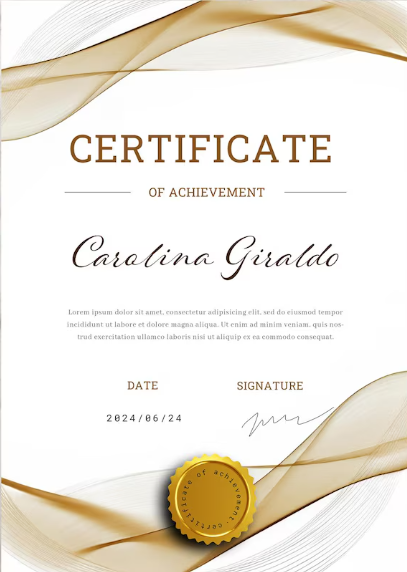 CERTIFICATE
OF ACHIEVEMENT
Carolina Giraldo
Lorem ipsum dolor sit amet, consectetur adipisicing elit, sed do eiusmod tempor
incididunt ut labore et dolore magna aliqua. Ut enim ad minim veniam, quis nos-
trud exercitation ullamco laboris nisi ut aliquip ex ea commodo consequat.
DATE
SIGNATURE
2024/06/24
certificate of achievement